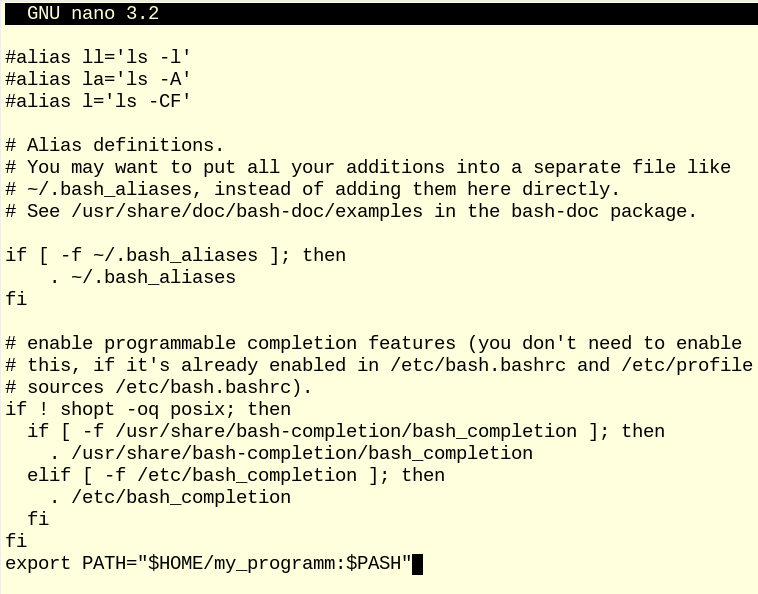 GNU nano 3.2
#alias ll='ls -l'
#alias la='ls -A'
#alias l='ls -CF'
# Alias definitions.
# You may want to put all your additions into a separate file like
# ~/.bash_aliases, instead of adding them here directly.
# See /usr/share/doc/bash-doc/examples in the bash-doc package.
if [ -f ~/.bash_aliases ]; then
    . ~/.bash_aliases
fi
# enable programmable completion features (you don't need to enable
# this, if it's already enabled in /etc/bash.bashrc and /etc/profile
# sources /etc/bash.bashrc).
if ! shopt -oq posix; then
  if [ -f /usr/share/bash-completion/bash_completion ]; then
    . /usr/share/bash-completion/bash_completion
  elif [ -f /etc/bash_completion ]; then
    . /etc/bash_completion
  fi
fi
export PATH="$HOME/my_programm:$PASH"